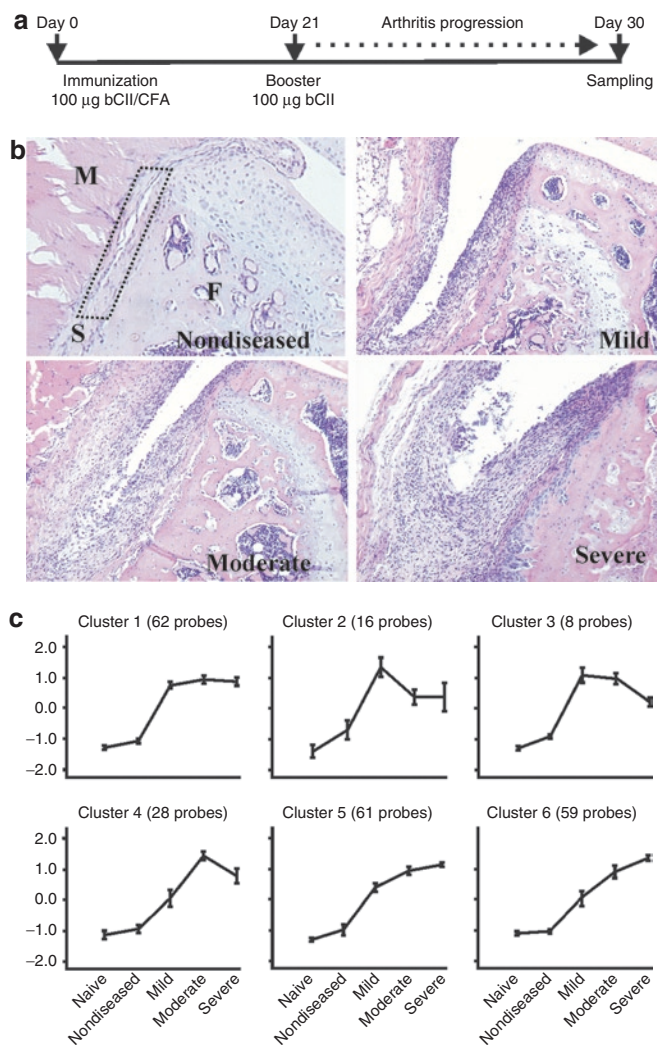 a
Day 0 Day 21 Arthritis progression Day 30
Immunization Booster Sampling
100 μg bCII/CFA 100 μg bCII
b
M
F
S
Nondiseased
Mild
Moderate
Severe
c
Cluster 1 (62 probes) Cluster 2 (16 probes) Cluster 3 (8 probes)
2.0
1.0
0.0
−1.0
−2.0
Cluster 4 (28 probes) Cluster 5 (61 probes) Cluster 6 (59 probes)
2.0
1.0
0.0
−1.0
−2.0
Naive Nondiseased Mild Moderate Severe Naive Nondiseased Mild Moderate Severe Naive Nondiseased Mild Moderate Severe